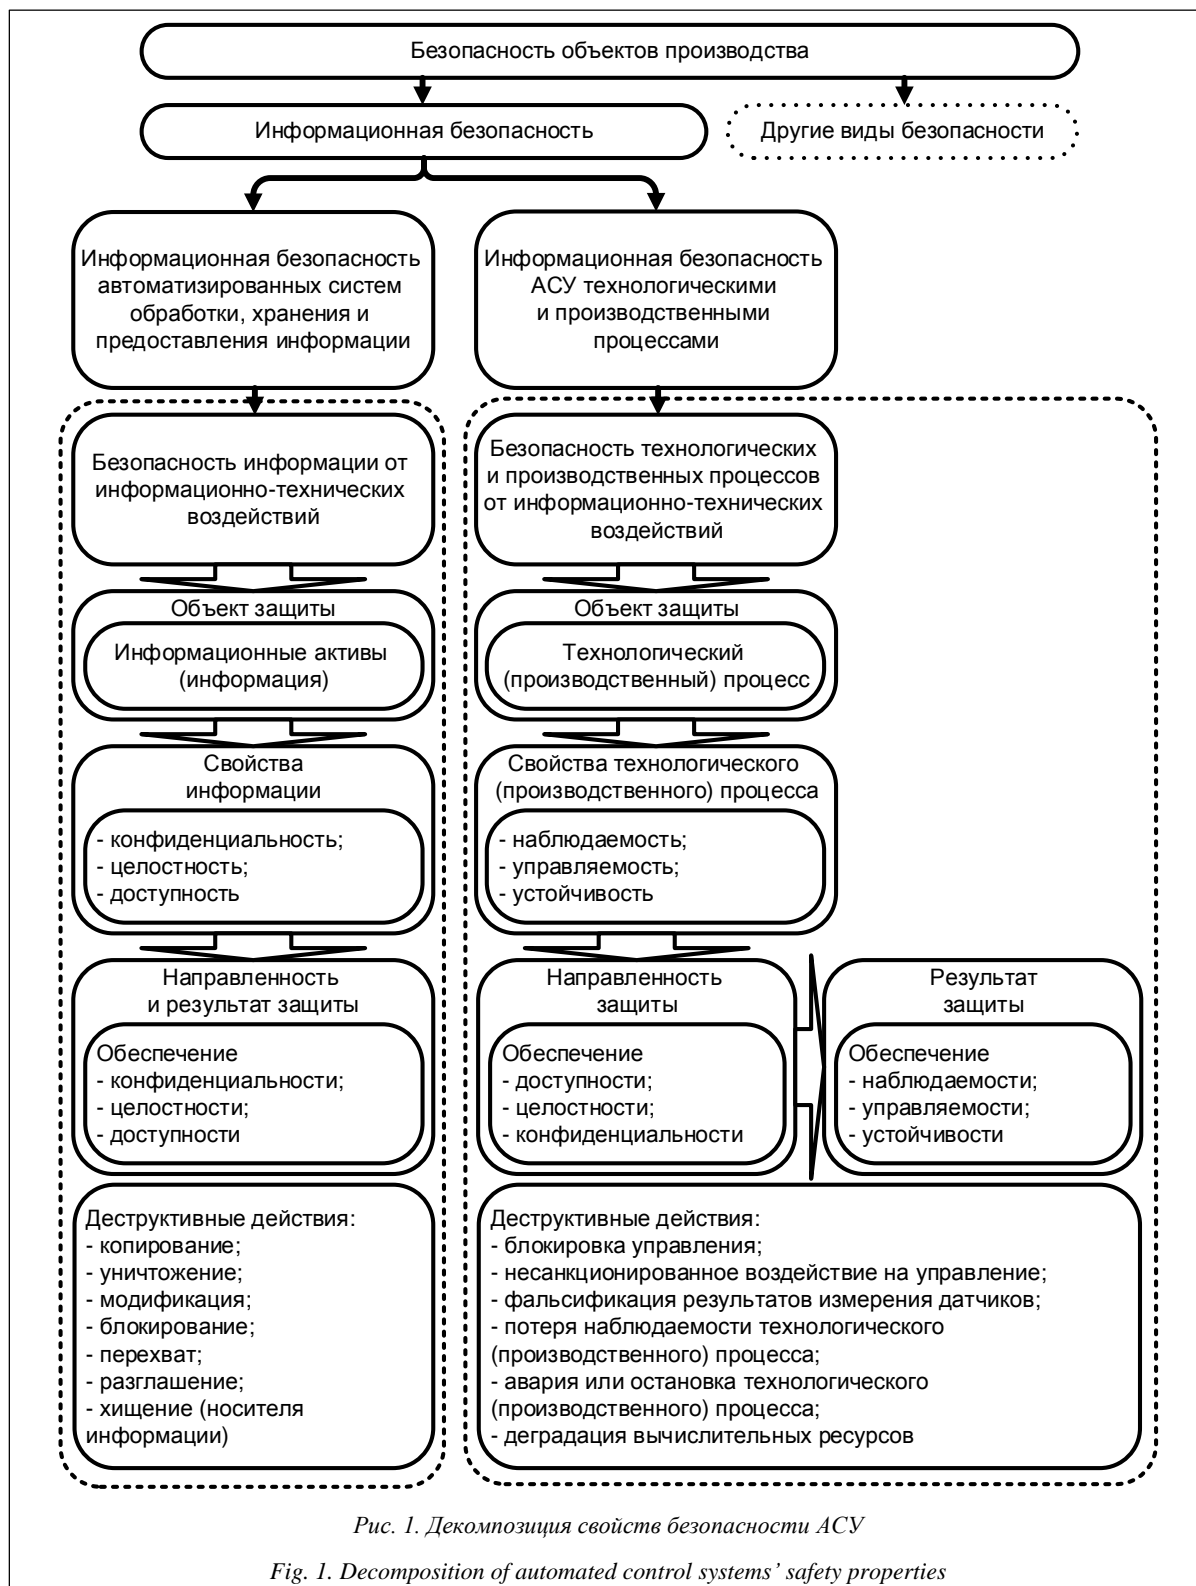 Безопасность объектов производства
Информационная безопасность
Другие виды безопасности
Информационная безопасность
автоматизированных систем
обработки, хранения и
предоставления информации
Информационная безопасность
АСУ технологическими
и производственными
процессами
Безопасность информации от
информационно-технических
воздействий
Объект защиты
Информационные активы
(информация)
Свойства
информации
- конфиденциальность;
- целостность;
- доступность
Направленность
и результат защиты
Обеспечение
- конфиденциальности;
- целостности;
- доступности
Деструктивные действия:
- копирование;
- уничтожение;
- модификация;
- блокирование;
- перехват;
- разглашение;
- хищение (носителя
информации)
Безопасность технологических
и производственных процессов
от информационно-технических
воздействий
Объект защиты
Технологический
(производственный) процесс
Свойства технологического
(производственного) процесса
- наблюдаемость;
- управляемость;
- устойчивость
Направленность
защиты
Обеспечение
- доступности;
- целостности;
- конфиденциальности
Результат
защиты
Обеспечение
- наблюдаемости;
- управляемости;
- устойчивости
Деструктивные действия:
- блокировка управления;
- несанкционированное воздействие на управление;
- фальсификация результатов измерения датчиков;
- потеря наблюдаемости технологического
(производственного) процесса;
- авария или остановка технологического
(производственного) процесса;
- деградация вычислительных ресурсов
Рис. 1. Декомпозиция свойств безопасности АСУ
Fig. 1. Decomposition of automated control systems’ safety properties